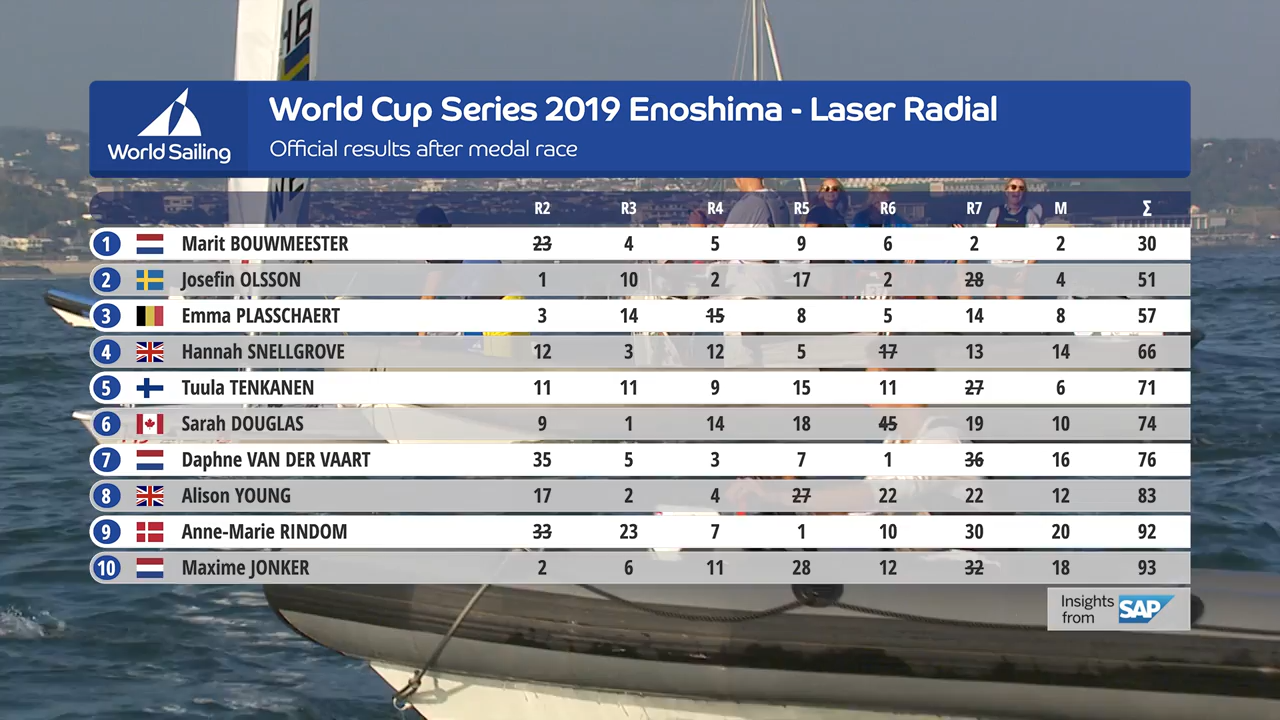 46
World Cup Series 2019 Enoshima - Laser Radial
World Sailing
Official results after medal race
R2 R3 R4 R5 R6 R7 M Σ
1 Marit BOUWMEESTER 23 4 5 9 6 2 2 30
2 Josefin OLSSON 1 10 2 17 2 28 4 51
3 Emma PLASSCHAERT 3 14 15 8 5 14 8 57
4 Hannah SNELLGROVE 12 3 12 5 17 13 14 66
5 Tuula TENKANEN 11 11 9 15 11 27 6 71
6 Sarah DOUGLAS 9 1 14 18 45 19 10 74
7 Daphne VAN DER VAART 35 5 3 7 1 36 16 76
8 Alison YOUNG 17 2 4 27 22 22 12 83
9 Anne-Marie RINDOM 33 23 7 1 10 30 20 92
10 Maxime JONKER 2 6 11 28 12 32 18 93
Insights
from SAP